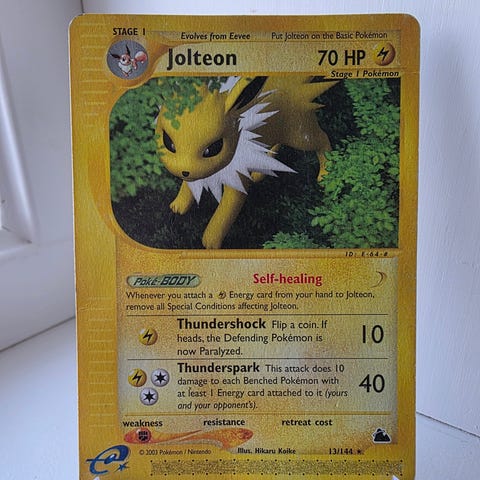 STAGE 1 Evolves from Eevee Put Jolteon on the Basic Pokémon
Jolteon 70 HP
Stage 1 Pokémon
ID: E-64-#
Poké-BODY Self-healing
Whenever you attach a Energy card from your hand to Jolteon,
remove all Special Conditions affecting Jolteon.
Thundershock Flip a coin. If
heads, the Defending Pokémon is
now Paralyzed.
10
Thunderspark This attack does 10
damage to each Benched Pokémon with
at least 1 Energy card attached to it (yours
and your opponent's).
40
weakness resistance retreat cost
e © 2003 Pokémon / Nintendo Illus. Hikaru Koike 13/144 ★